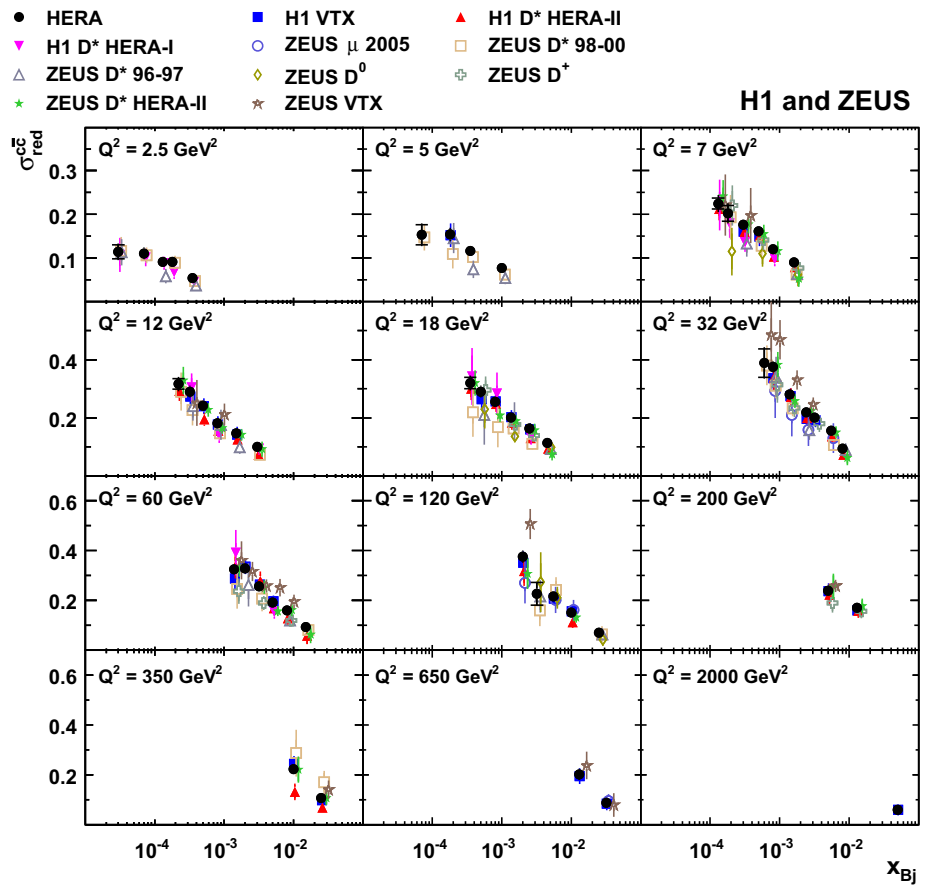 HERA H1 VTX H1 D* HERA-II
H1 D* HERA-I ZEUS μ 2005 ZEUS D* 98-00
ZEUS D* 96-97 ZEUS D⁰ ZEUS D⁺
ZEUS D* HERA-II ZEUS VTX
H1 and ZEUS
σ_red^cc̄
Q² = 2.5 GeV² Q² = 5 GeV² Q² = 7 GeV²
0.3
0.2
0.1
Q² = 12 GeV² Q² = 18 GeV² Q² = 32 GeV²
0.4
0.2
Q² = 60 GeV² Q² = 120 GeV² Q² = 200 GeV²
0.6
0.4
0.2
Q² = 350 GeV² Q² = 650 GeV² Q² = 2000 GeV²
0.6
0.4
0.2
10⁻⁴ 10⁻³ 10⁻² 10⁻⁴ 10⁻³ 10⁻² 10⁻⁴ 10⁻³ 10⁻²
x_Bj